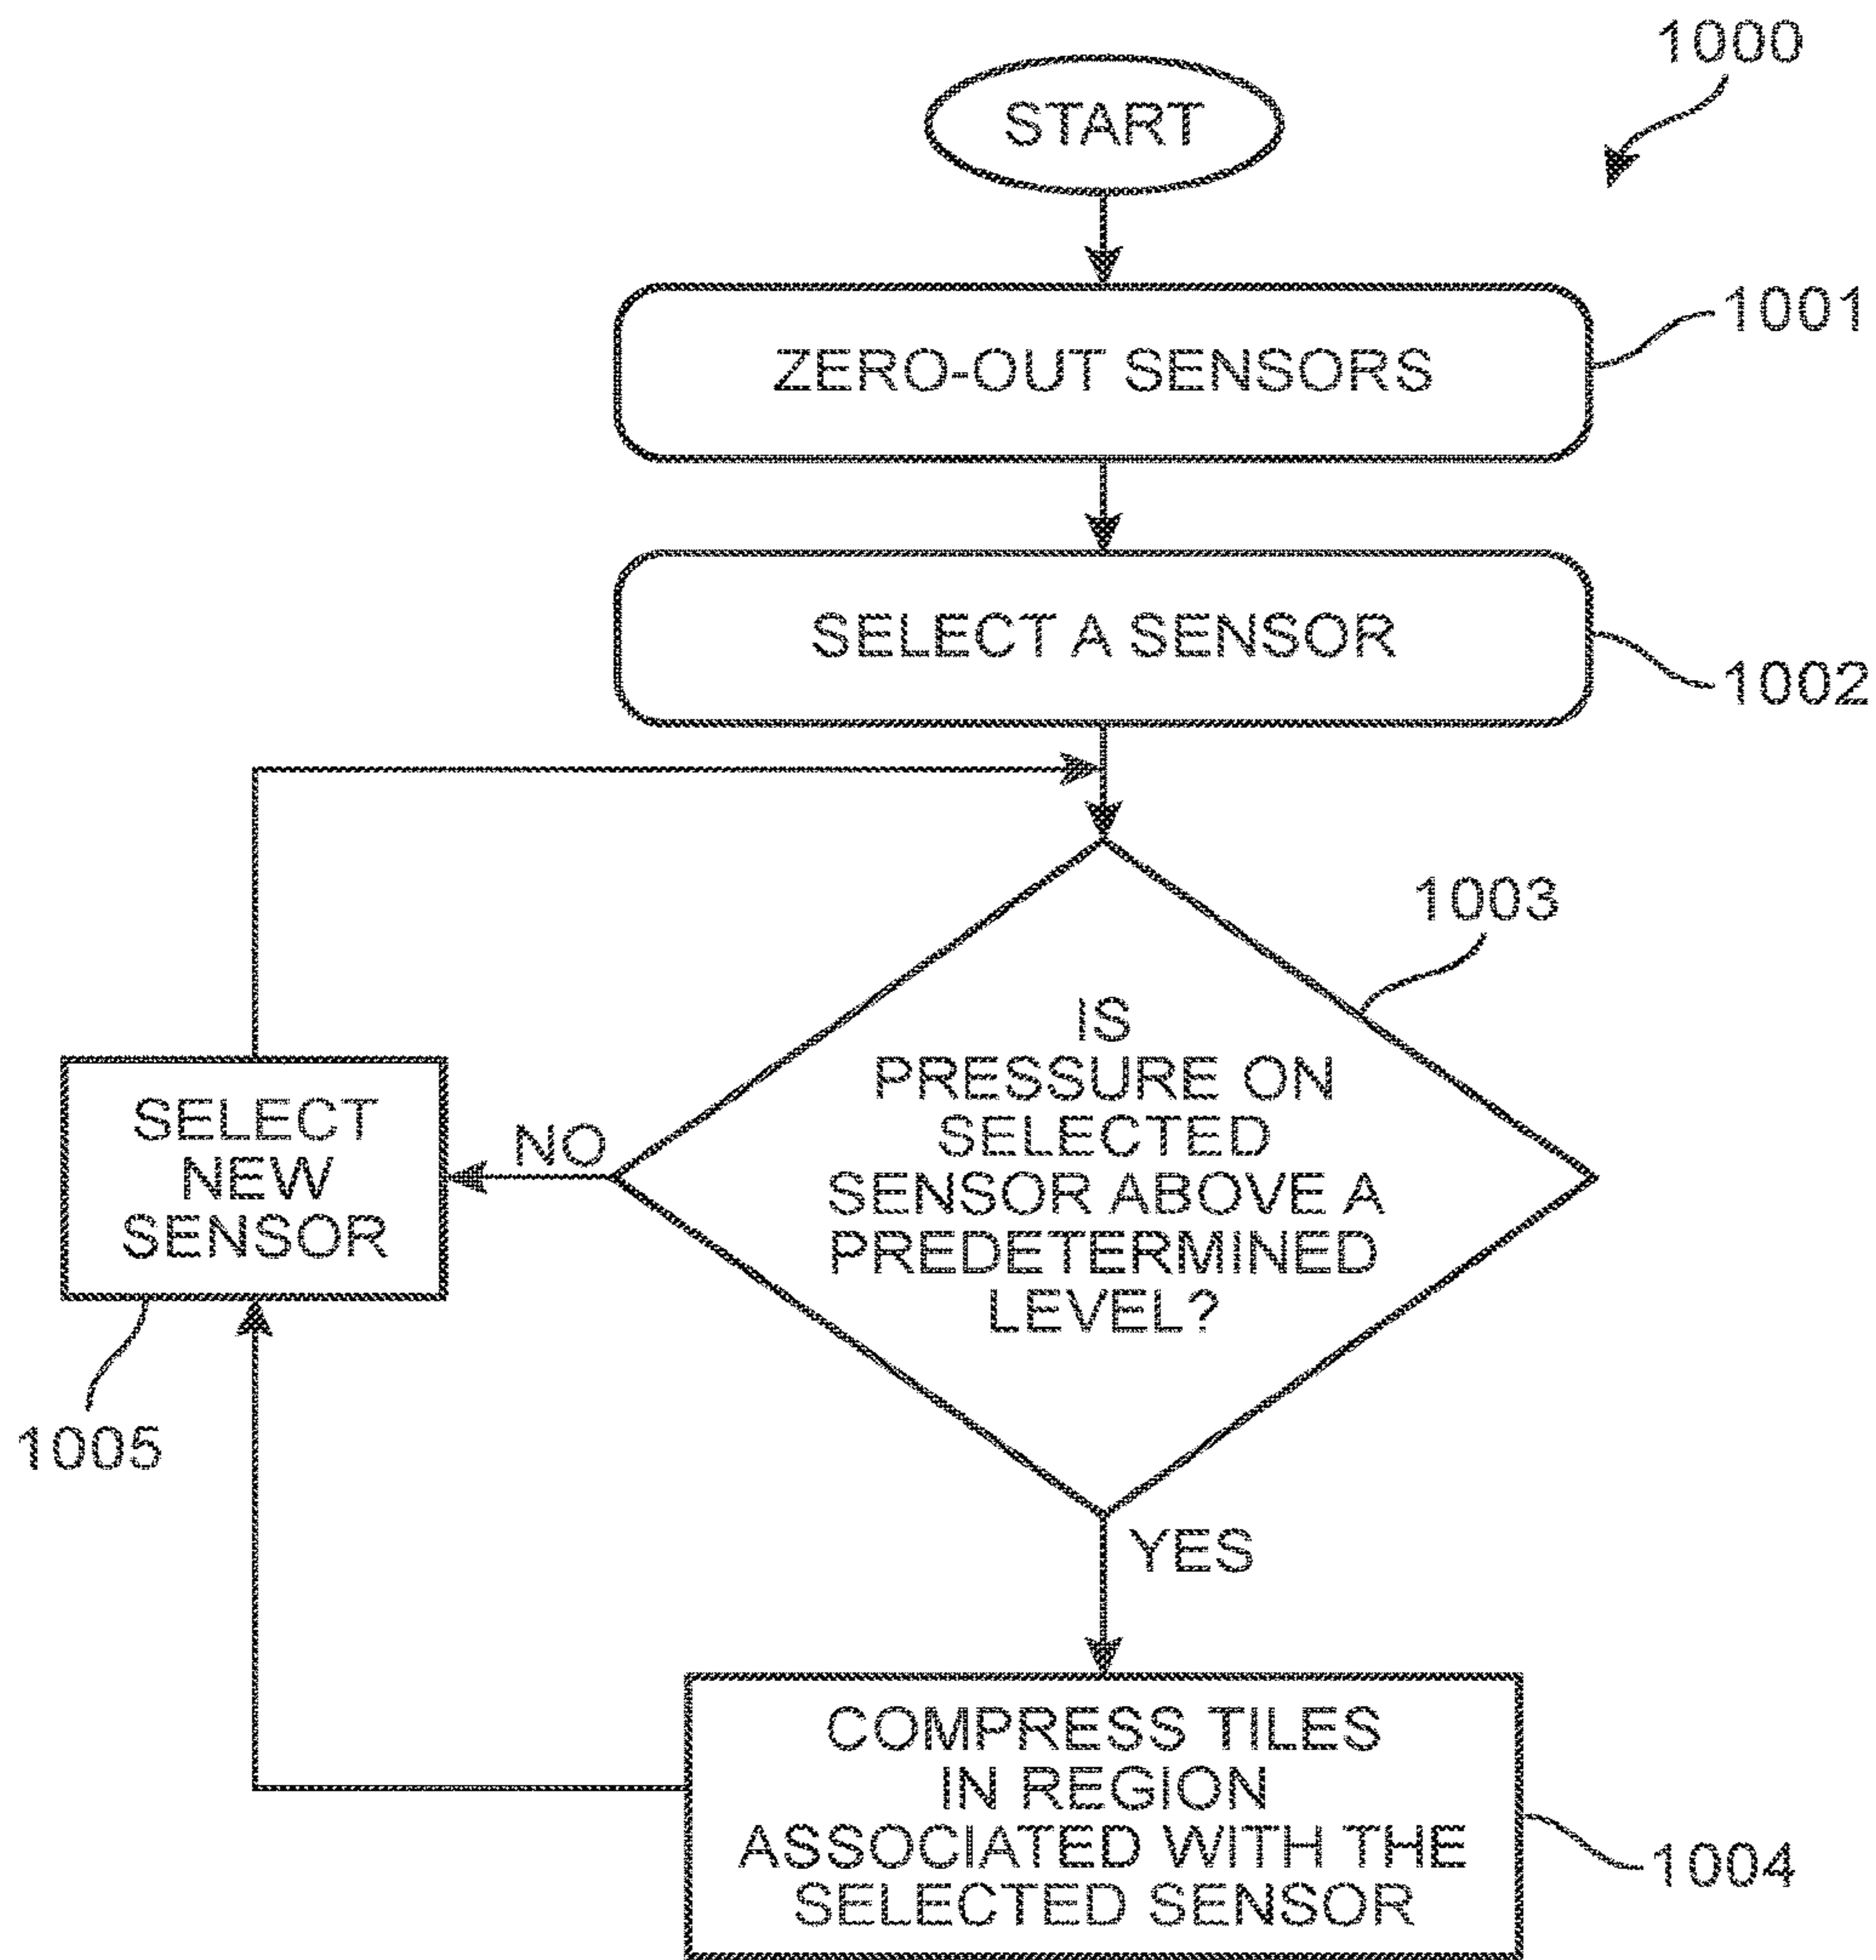 1000
START
ZERO-OUT SENSORS
1001
SELECT A SENSOR
1002
1003
IS
PRESSURE ON
SELECTED
SENSOR ABOVE A
PREDETERMINED
LEVEL?
NO
SELECT
NEW
SENSOR
1005
YES
COMPRESS TILES
IN REGION
ASSOCIATED WITH THE
SELECTED SENSOR
1004